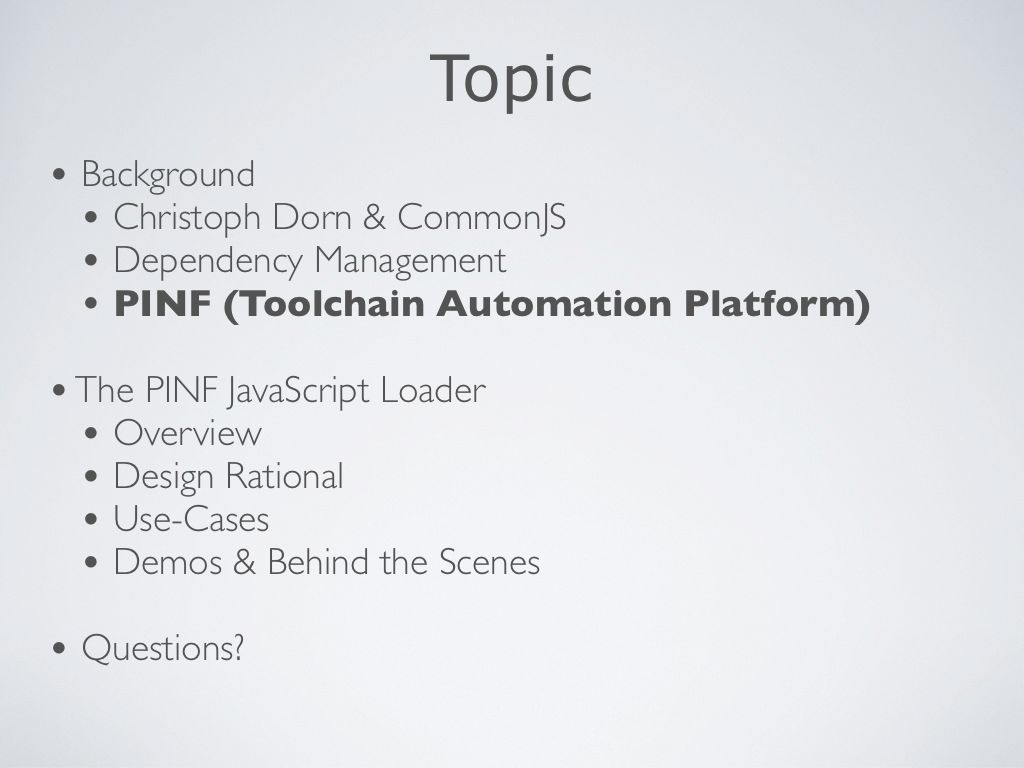 Topic
• Background
• Christoph Dorn & CommonJS
• Dependency Management
• PINF (Toolchain Automation Platform)
• The PINF JavaScript Loader
• Overview
• Design Rational
• Use-Cases
• Demos & Behind the Scenes
• Questions?